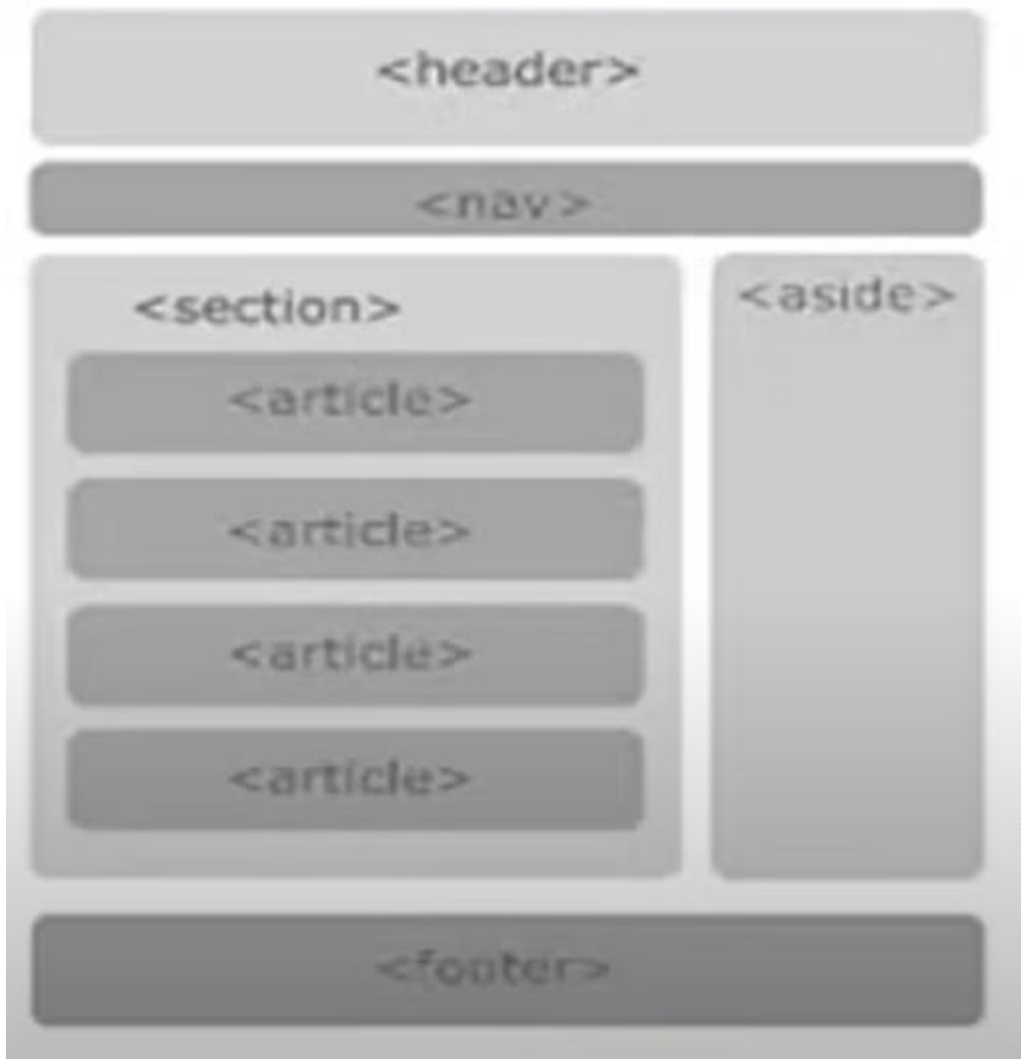 <header>
<nav>
<section>
<article>
<article>
<article>
<article>
<aside>
<footer>